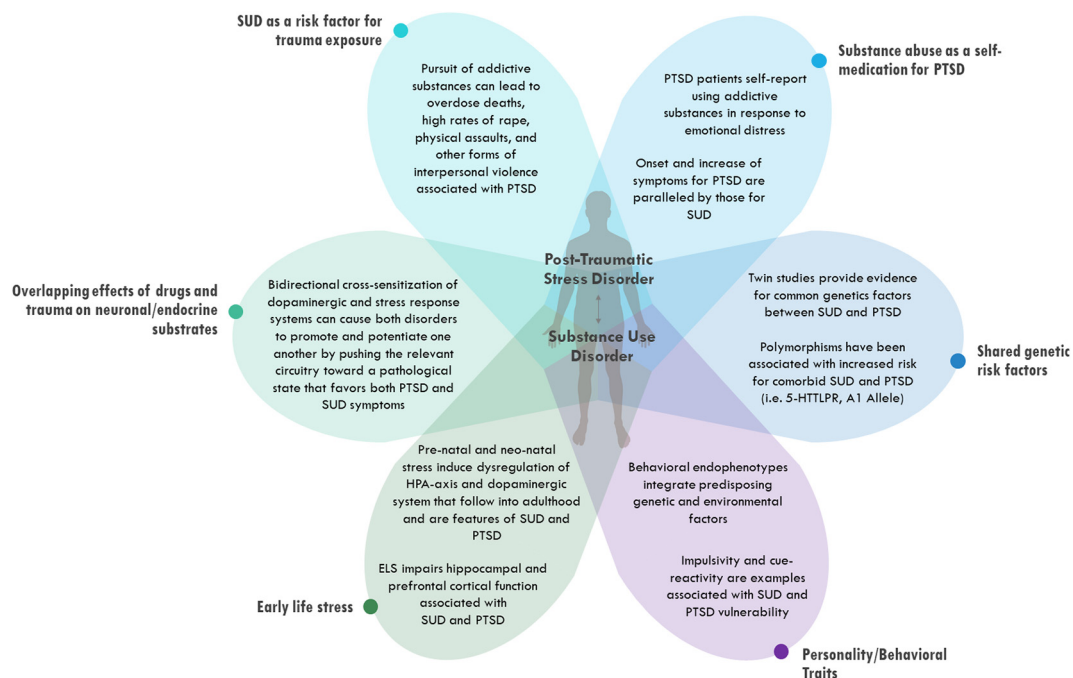 SUD as a risk factor for
trauma exposure
Pursuit of addictive
substances can lead to
overdose deaths,
high rates of rape,
physical assaults, and
other forms of
interpersonal violence
associated with PTSD
Substance abuse as a self-
medication for PTSD
PTSD patients self-report
using addictive
substances in response to
emotional distress
Onset and increase of
symptoms for PTSD are
paralleled by those for
SUD
Post-Traumatic
Stress Disorder
Substance Use
Disorder
Overlapping effects of drugs and
trauma on neuronal/endocrine
substrates
Bidirectional cross-sensitization of
dopaminergic and stress response
systems can cause both disorders
to promote and potentiate one
another by pushing the relevant
circuitry toward a pathological
state that favors both PTSD and
SUD symptoms
Twin studies provide evidence
for common genetics factors
between SUD and PTSD
Polymorphisms have been
associated with increased risk
for comorbid SUD and PTSD
(i.e. 5-HTTLPR, A1 Allele)
Shared genetic
risk factors
Pre-natal and neo-natal
stress induce dysregulation of
HPA-axis and dopaminergic
system that follow into adulthood
and are features of SUD and
PTSD
ELS impairs hippocampal and
prefrontal cortical function
associated with
SUD and PTSD
Early life stress
Behavioral endophenotypes
integrate predisposing
genetic and environmental
factors
Impulsivity and cue-
reactivity are examples
associated with SUD and
PTSD vulnerability
Personality/Behavioral
Traits